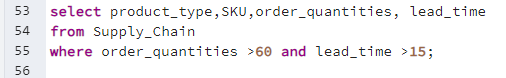 53 select product_type,SKU,order_quantities, lead_time
54 from Supply_Chain
55 where order_quantities >60 and lead_time >15;
56